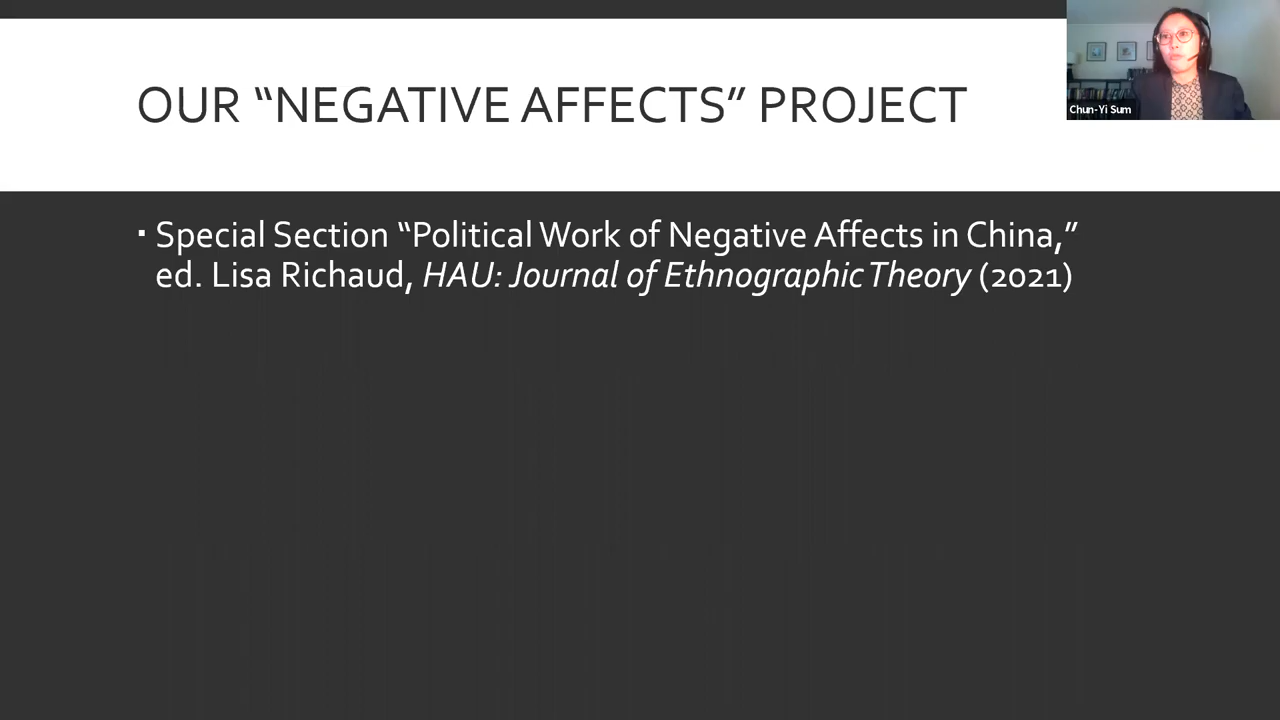 OUR “NEGATIVE AFFECTS” PROJECT
Chun-Yi Sum
▪ Special Section “Political Work of Negative Affects in China,”
ed. Lisa Richaud, HAU: Journal of Ethnographic Theory (2021)